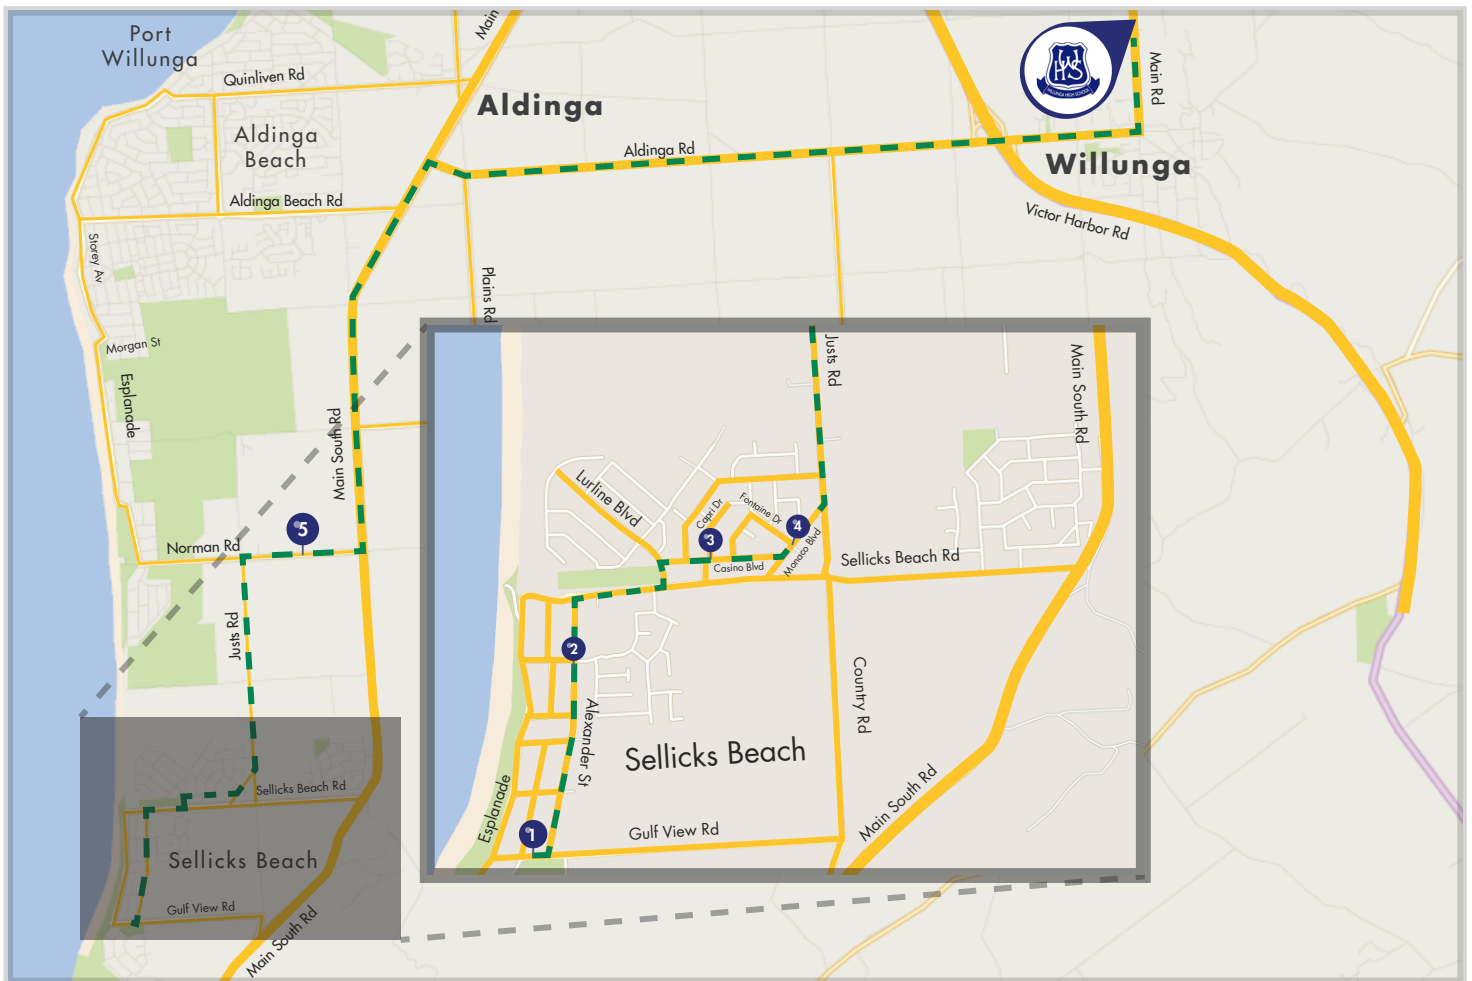 Port
Willunga
Quinliven Rd
Main
Aldinga
Aldinga
Beach
Aldinga Rd
Main Rd
WHS
WILLUNGA HIGH SCHOOL
Willunga
Aldinga Beach Rd
Victor Harbor Rd
Storey Av
Plains Rd
Morgan St
Esplanade
Main South Rd
Norman Rd
5
Justs Rd
Sellicks Beach Rd
Sellicks Beach
Gulf View Rd
Main South Rd
Justs Rd
Main South Rd
Lurline Blvd
Capri Dr
Fontaine Dr
3
4
Casino Blvd
Monaco Blvd
Sellicks Beach Rd
2
Alexander St
Country Rd
Sellicks Beach
Esplanade
1
Gulf View Rd
Main South Rd